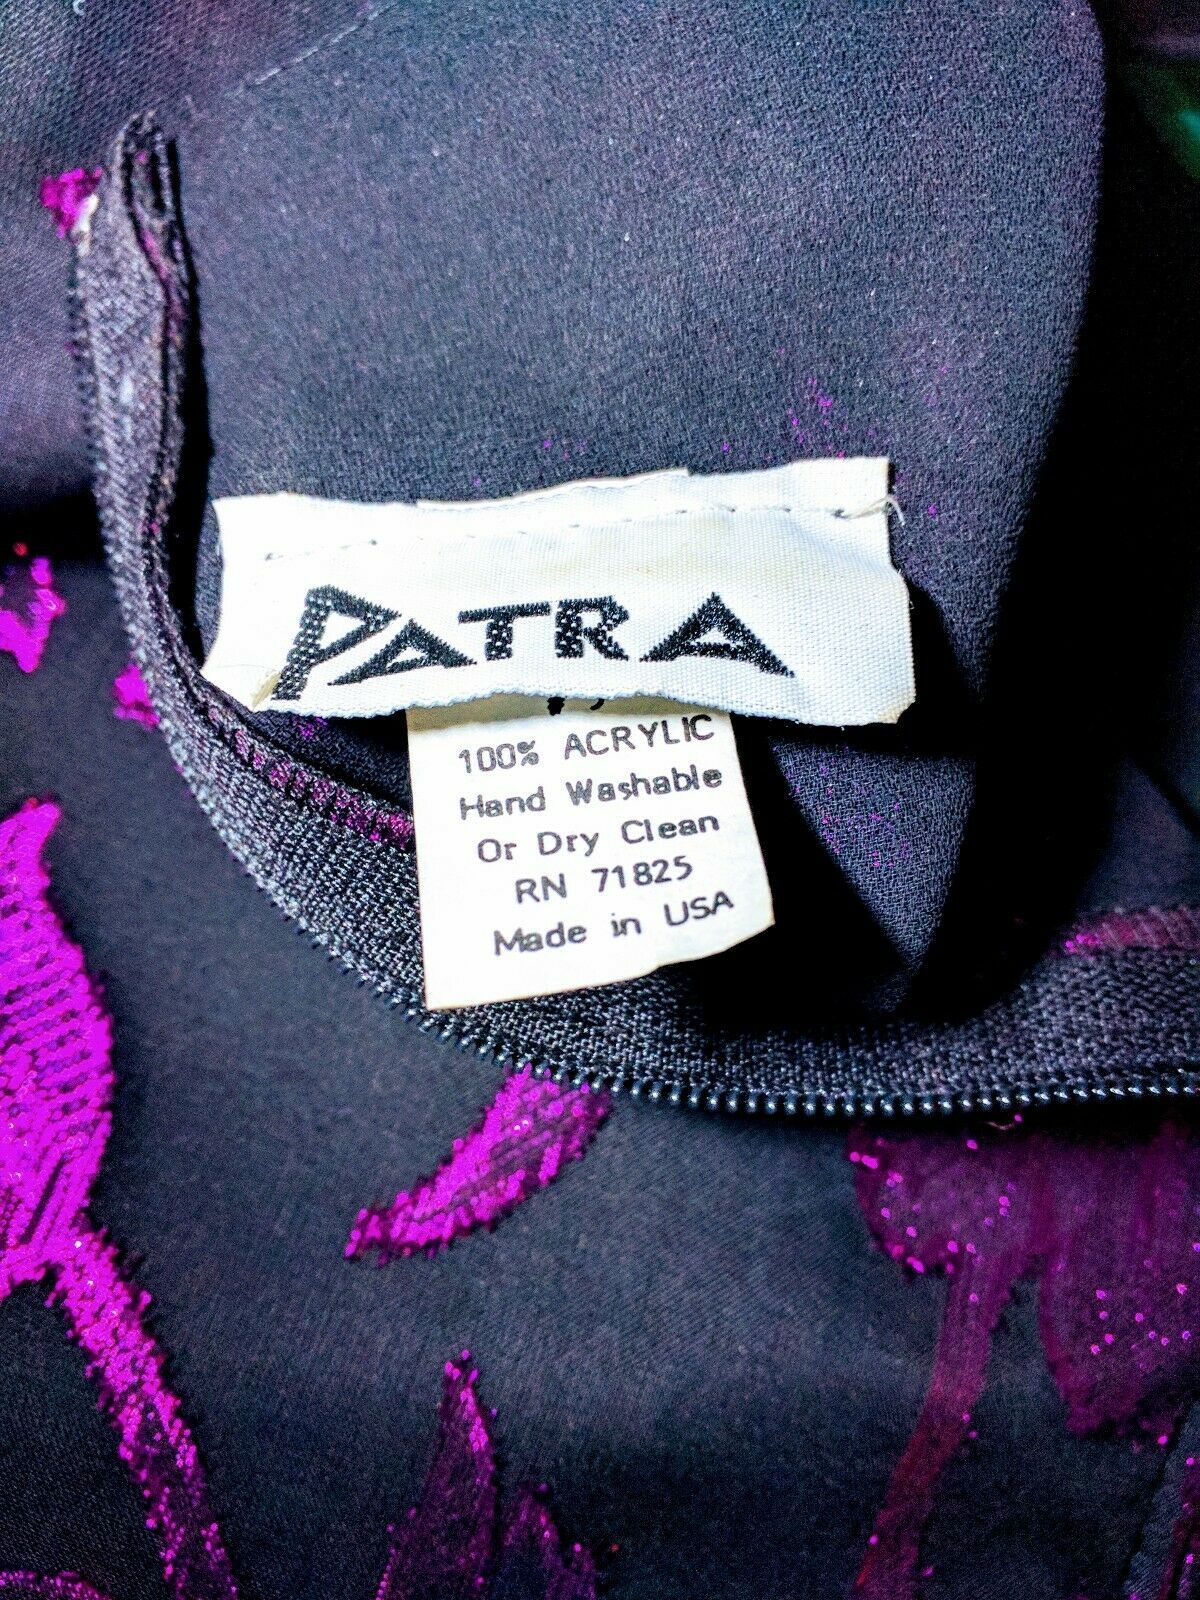 PATRA
100% ACRYLIC
Hand Washable
Or Dry Clean
RN 71825
Made in USA